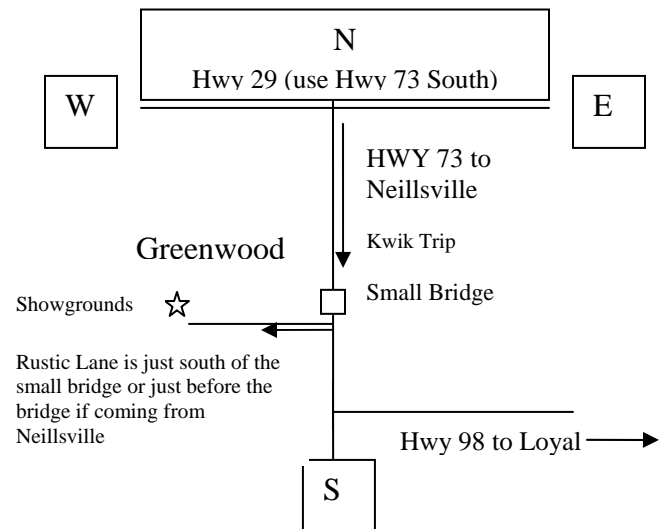 N
Hwy 29 (use Hwy 73 South)
W
E
HWY 73 to
Neillsville
Kwik Trip
Greenwood
Small Bridge
Showgrounds
Rustic Lane is just south of the
small bridge or just before the
bridge if coming from
Neillsville
Hwy 98 to Loyal
S